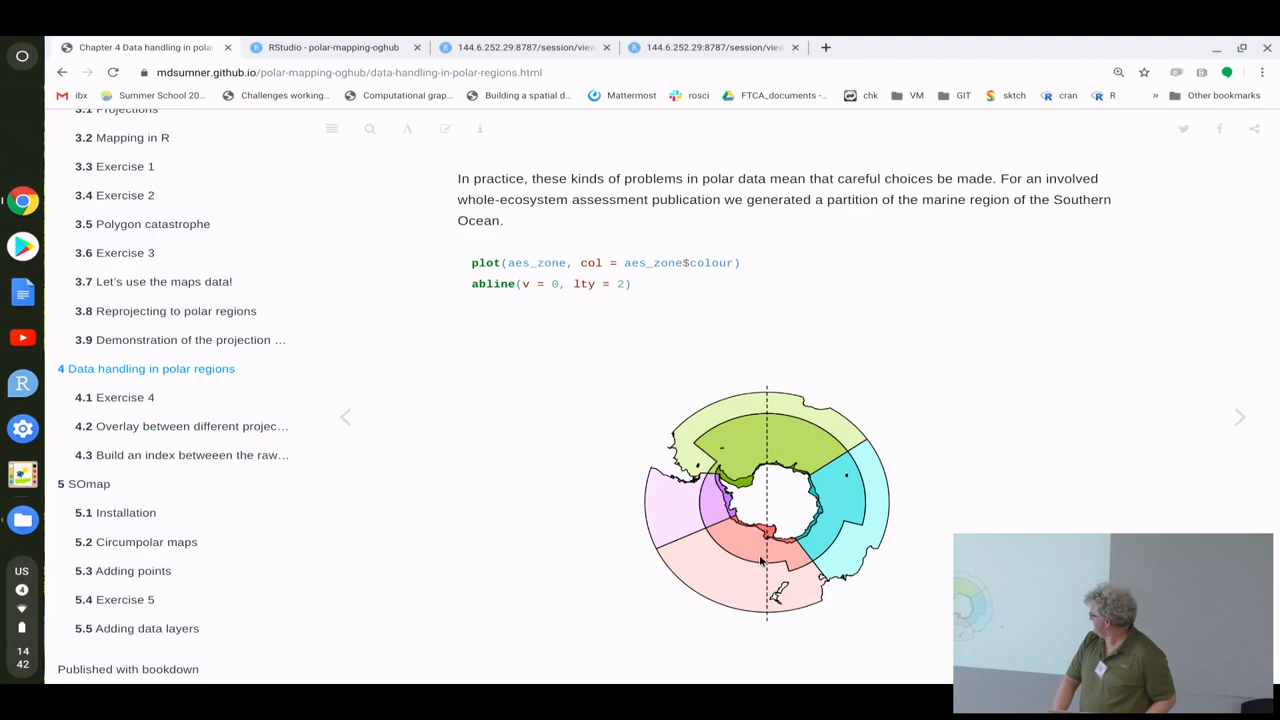 Chapter 4 Data handling in pola
RStudio - polar-mapping-oghub
144.6.252.29:8787/session/view
144.6.252.29:8787/session/view
mdsumner.github.io/polar-mapping-oghub/data-handling-in-polar-regions.html
ibx
Summer School 20...
Challenges working...
Computational grap...
Building a spatial d...
Mattermost
rosci
FTCA_documents -...
chk
VM
GIT
sktch
cran
R
»
Other bookmarks
3.1 Projections
3.2 Mapping in R
3.3 Exercise 1
3.4 Exercise 2
3.5 Polygon catastrophe
3.6 Exercise 3
3.7 Let's use the maps data!
3.8 Reprojecting to polar regions
3.9 Demonstration of the projection ...
4 Data handling in polar regions
4.1 Exercise 4
4.2 Overlay between different projec...
4.3 Build an index betweeen the raw...
5 SOmap
5.1 Installation
5.2 Circumpolar maps
5.3 Adding points
5.4 Exercise 5
5.5 Adding data layers
Published with bookdown
In practice, these kinds of problems in polar data mean that careful choices be made. For an involved
whole-ecosystem assessment publication we generated a partition of the marine region of the Southern
Ocean.
plot(aes_zone, col = aes_zone$colour)
abline(v = 0, lty = 2)
US
4
14
42